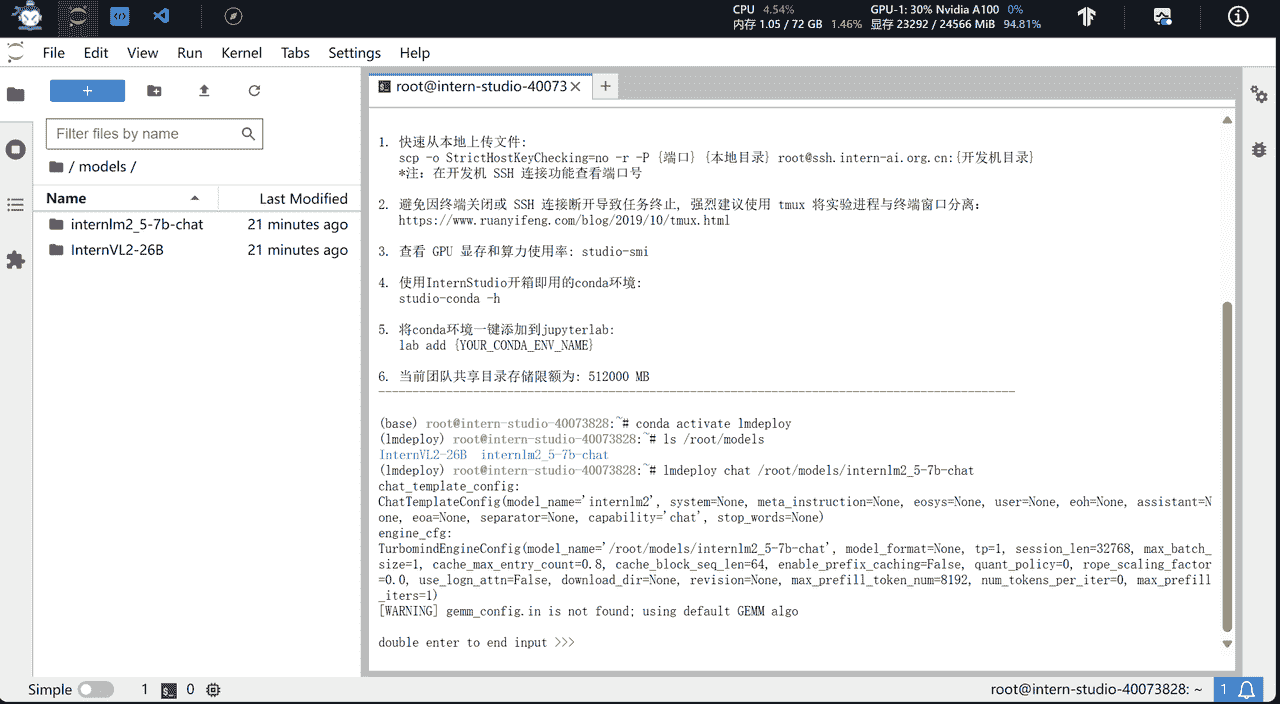 CPU 4.54%
GPU-1: 30% Nvidia A100 0%
内存 1.05 / 72 GB 1.46%
显存 23292 / 24566 MiB 94.81%
File Edit View Run Kernel Tabs Settings Help
+
Filter files by name
/ models /
Name Last Modified
internlm2_5-7b-chat 21 minutes ago
InternVL2-26B 21 minutes ago
root@intern-studio-40073 × +
1. 快速从本地上传文件:
scp -o StrictHostKeyChecking=no -r -P {端口} {本地目录} root@ssh.intern-ai.org.cn:{开发机目录}
*注: 在开发机 SSH 连接功能查看端口号
2. 避免因终端关闭或 SSH 连接断开导致任务终止, 强烈建议使用 tmux 将实验进程与终端窗口分离:
https://www.ruanyifeng.com/blog/2019/10/tmux.html
3. 查看 GPU 显存和算力使用率: studio-smi
4. 使用InternStudio开箱即用的conda环境:
studio-conda -h
5. 将conda环境一键添加到jupyterlab:
lab add {YOUR_CONDA_ENV_NAME}
6. 当前团队共享目录存储限额为: 512000 MB
----------------------------------------------------------------------------------------------
(base) root@intern-studio-40073828:~# conda activate lmdeploy
(lmdeploy) root@intern-studio-40073828:~# ls /root/models
InternVL2-26B internlm2_5-7b-chat
(lmdeploy) root@intern-studio-40073828:~# lmdeploy chat /root/models/internlm2_5-7b-chat
chat_template_config:
ChatTemplateConfig(model_name='internlm2', system=None, meta_instruction=None, eosys=None, user=None, eoh=None, assistant=N
one, eoa=None, separator=None, capability='chat', stop_words=None)
engine_cfg:
TurbomindEngineConfig(model_name='/root/models/internlm2_5-7b-chat', model_format=None, tp=1, session_len=32768, max_batch_
size=1, cache_max_entry_count=0.8, cache_block_seq_len=64, enable_prefix_caching=False, quant_policy=0, rope_scaling_factor
=0.0, use_logn_attn=False, download_dir=None, revision=None, max_prefill_token_num=8192, num_tokens_per_iter=0, max_prefill
_iters=1)
[WARNING] gemm_config.in is not found; using default GEMM algo
double enter to end input >>>
Simple 1 0
root@intern-studio-40073828: ~ 1